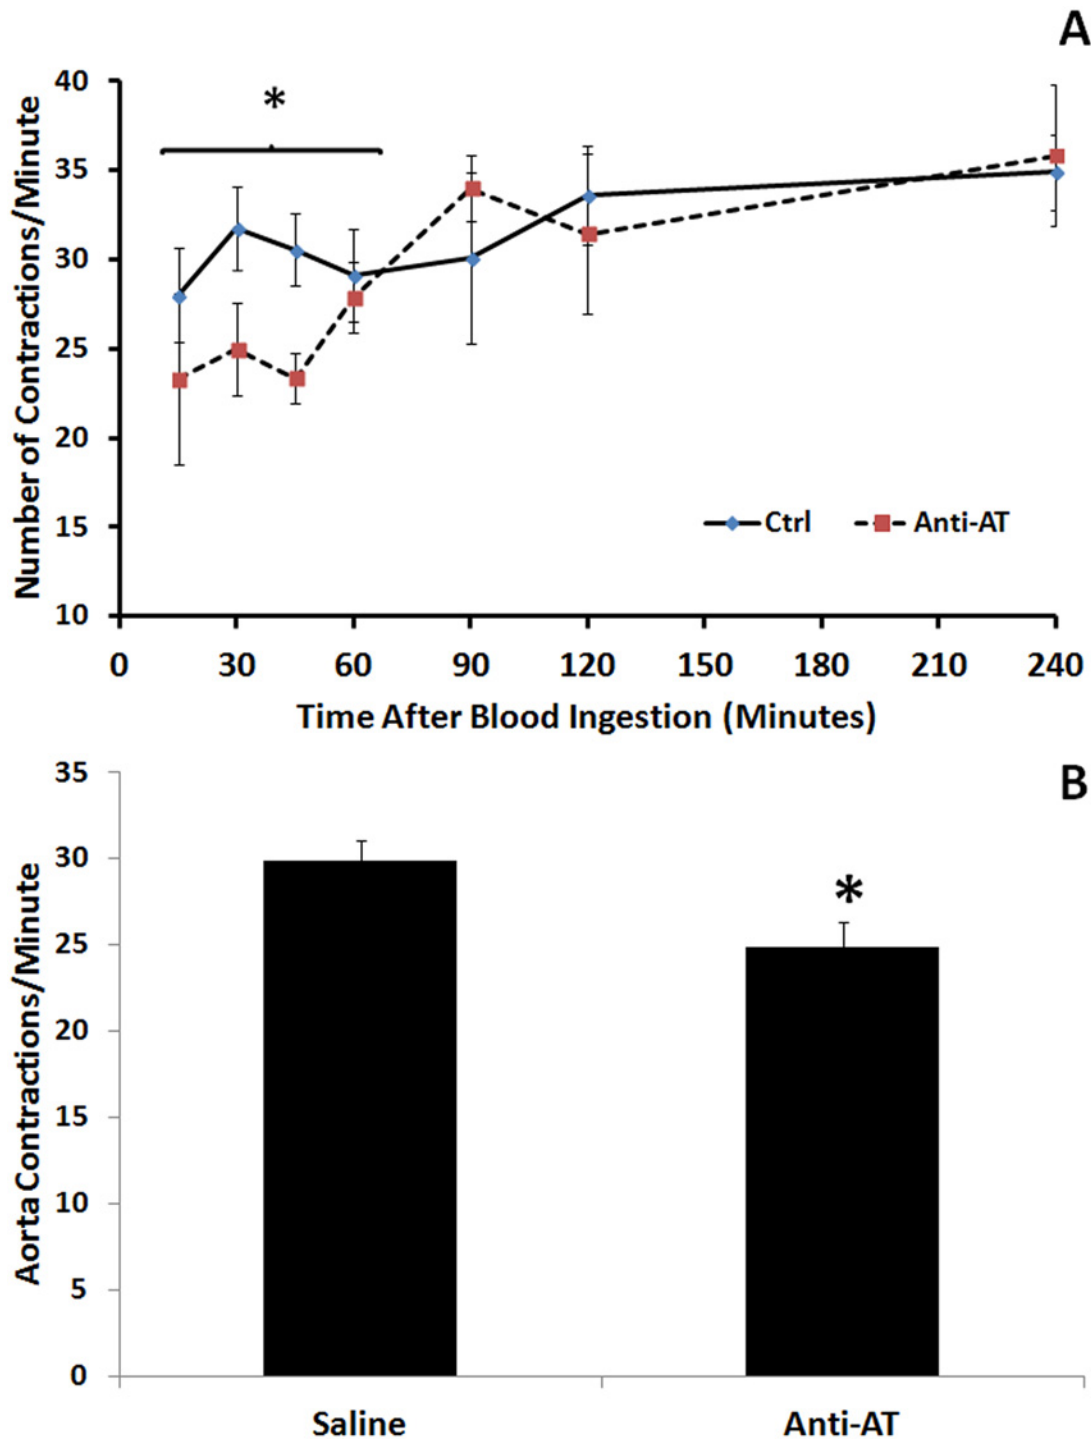 A
*
Number of Contractions/Minute
40
35
30
25
20
15
10
Ctrl Anti-AT
0 30 60 90 120 150 180 210 240
Time After Blood Ingestion (Minutes)
B
*
Aorta Contractions/Minute
35
30
25
20
15
10
5
0
Saline Anti-AT